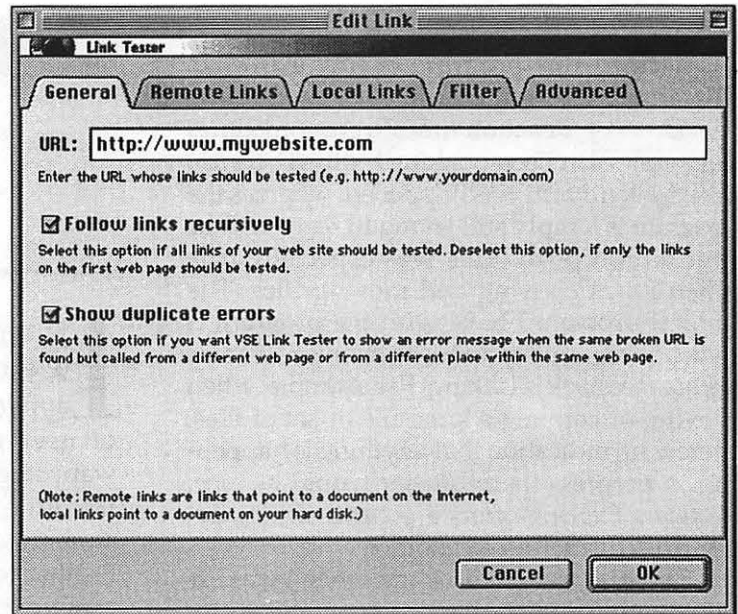 Edit Link
Link Tester
General
Remote Links
Local Links
Filter
Advanced
URL: http://www.mywebsite.com
Enter the URL whose links should be tested (e.g. http://www.yourdomain.com)
Follow links recursively
Select this option if all links of your web site should be tested. Deselect this option, if only the links
on the first web page should be tested.
Show duplicate errors
Select this option if you want VSE Link Tester to show an error message when the same broken URL is
found but called from a different web page or from a different place within the same web page.
(Note: Remote links are links that point to a document on the Internet,
local links point to a document on your hard disk.)
Cancel
OK